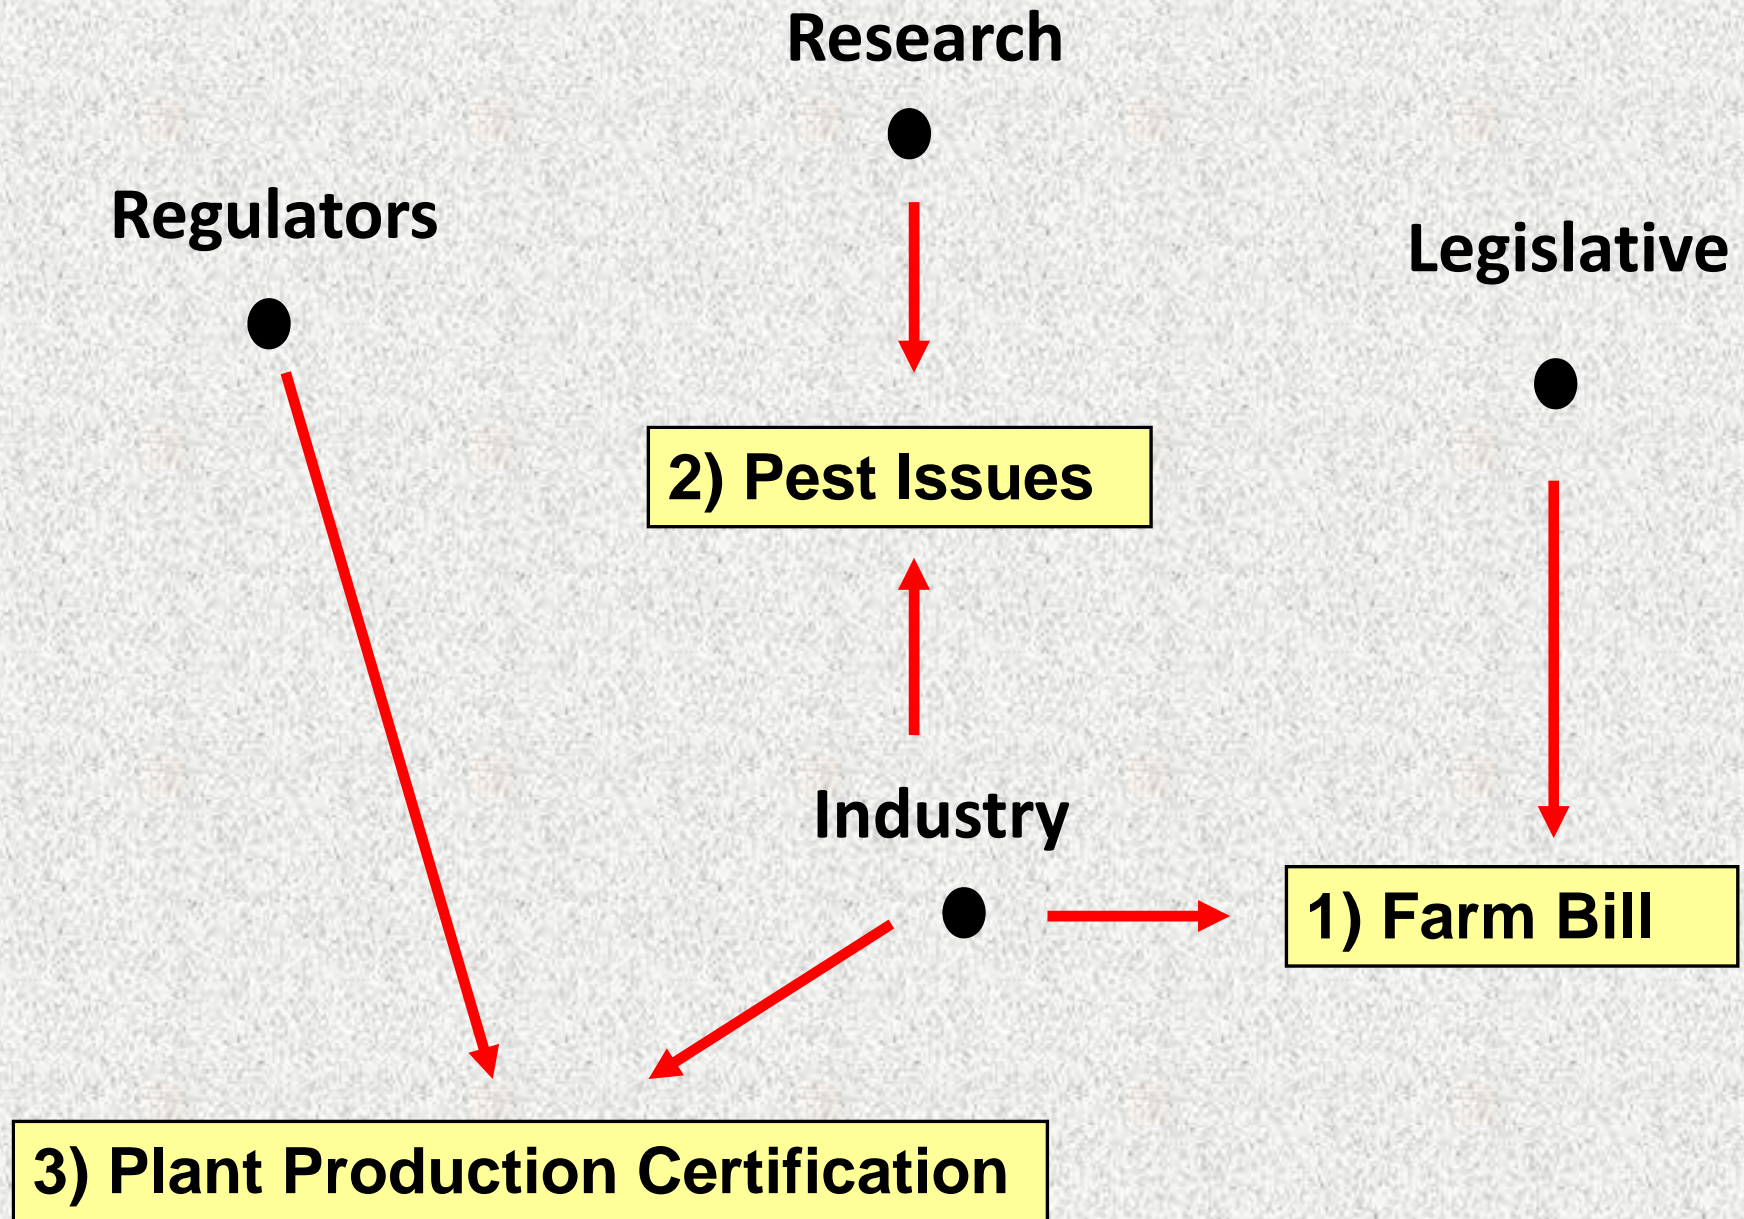 Research
Regulators
Legislative
2) Pest Issues
Industry
1) Farm Bill
3) Plant Production Certification